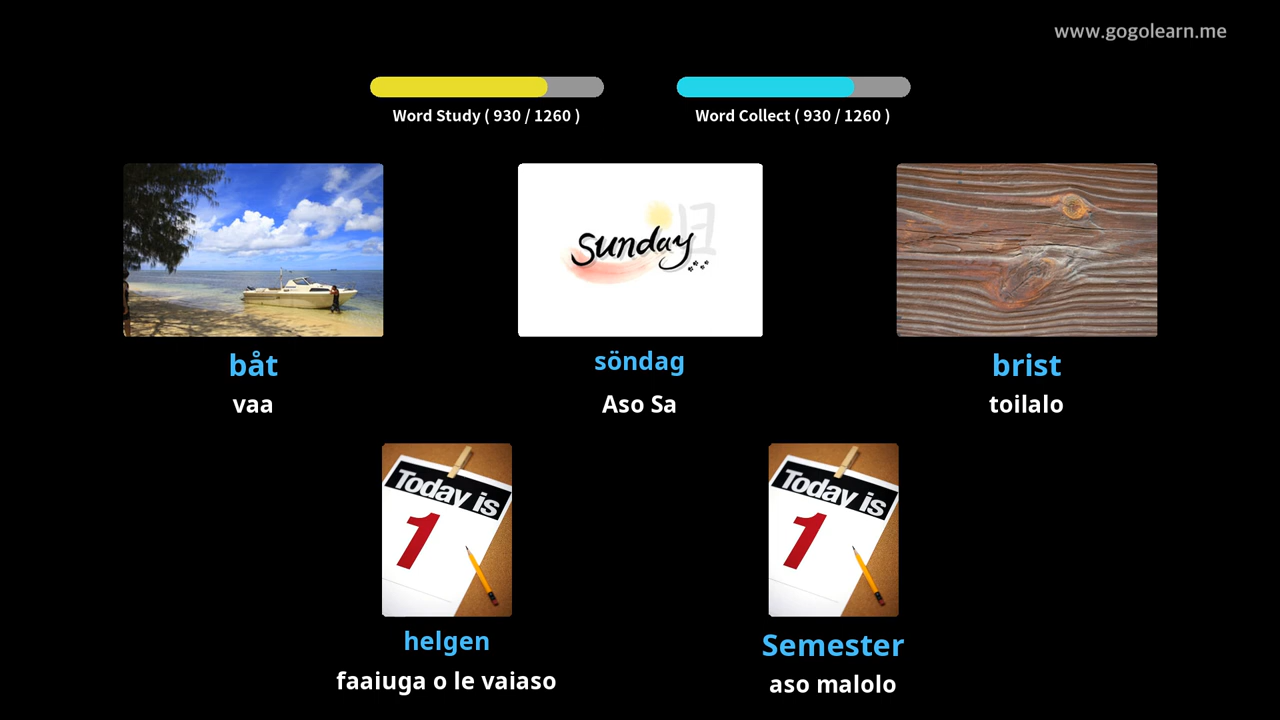 www.gogolearn.me
Word Study ( 930 / 1260 )
Word Collect ( 930 / 1260 )
Sunday
båt
söndag
brist
vaa
Aso Sa
toilalo
Today is
1
Today is
1
helgen
Semester
faaiuga o le vaiaso
aso malolo